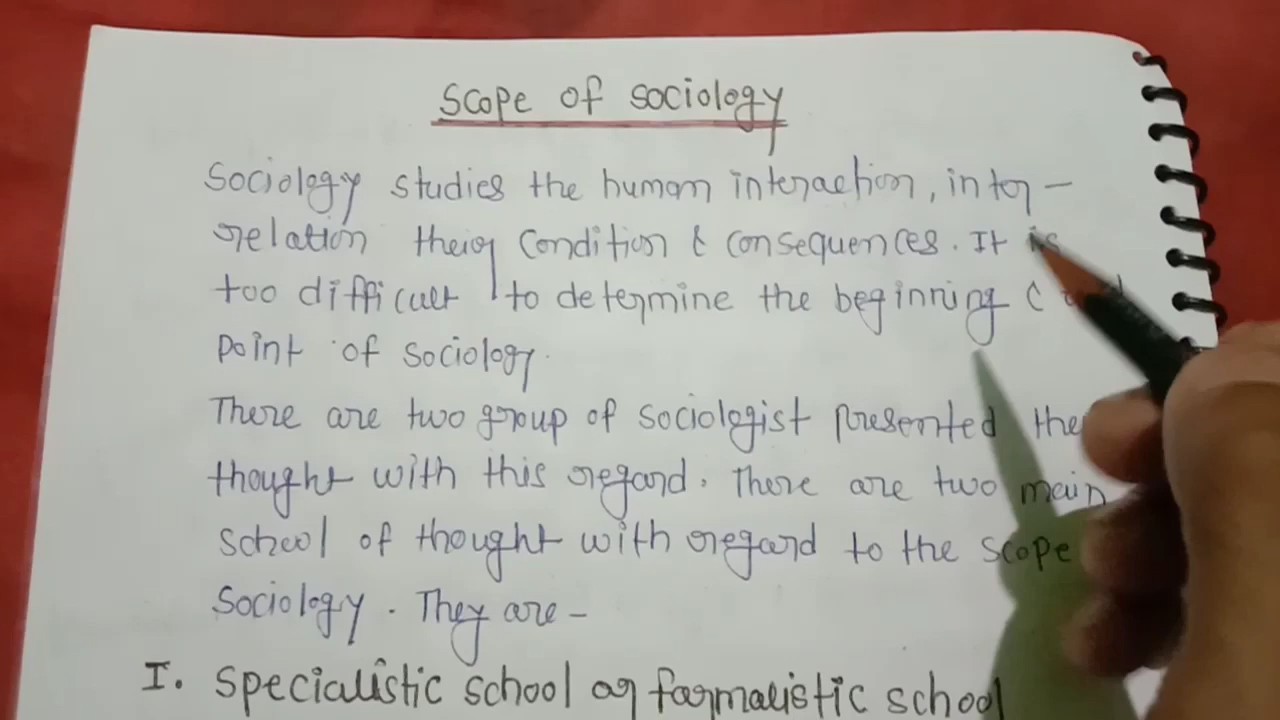 Scope of sociology
Sociology studies the human interaction, inter-
relation their condition & consequences. It is
too difficult to determine the beginning &
point of sociology.
There are two group of sociologist presented the
thought with this regard. There are two main
school of thought with regard to the scope
Sociology. They are -
I. Specialistic school or formalistic school